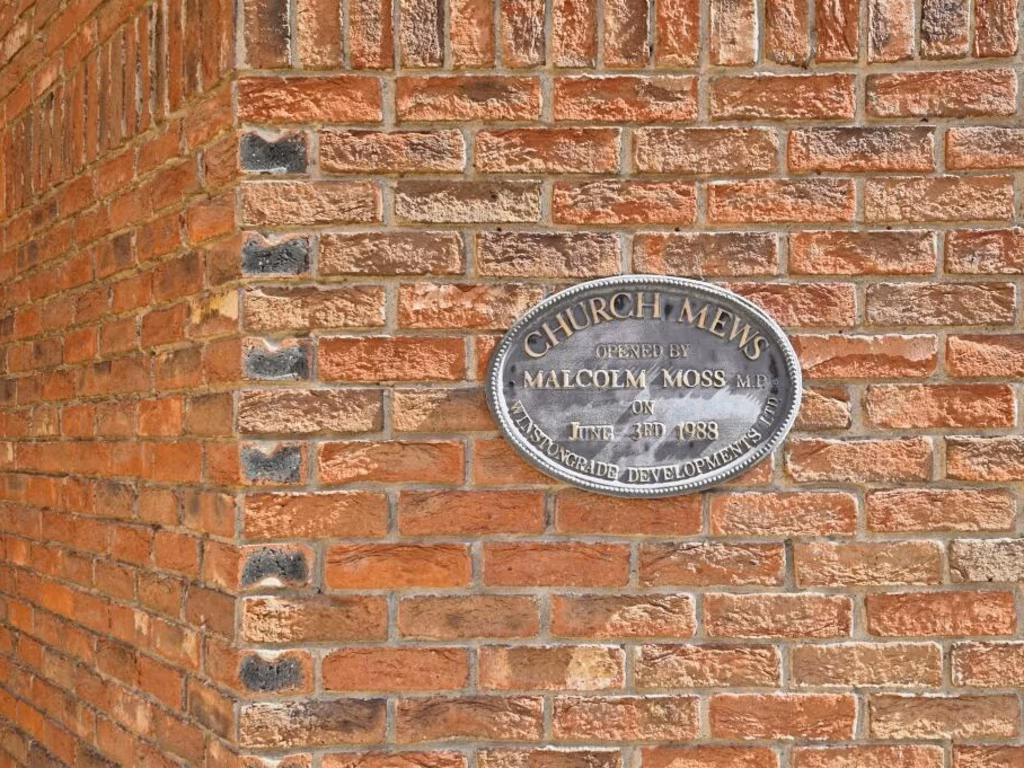 CHURCH MEWS
OPENED BY
MALCOLM MOSS M.P.
ON
JUNE 3RD 1988
WINSTONGRADE DEVELOPMENTS LTD